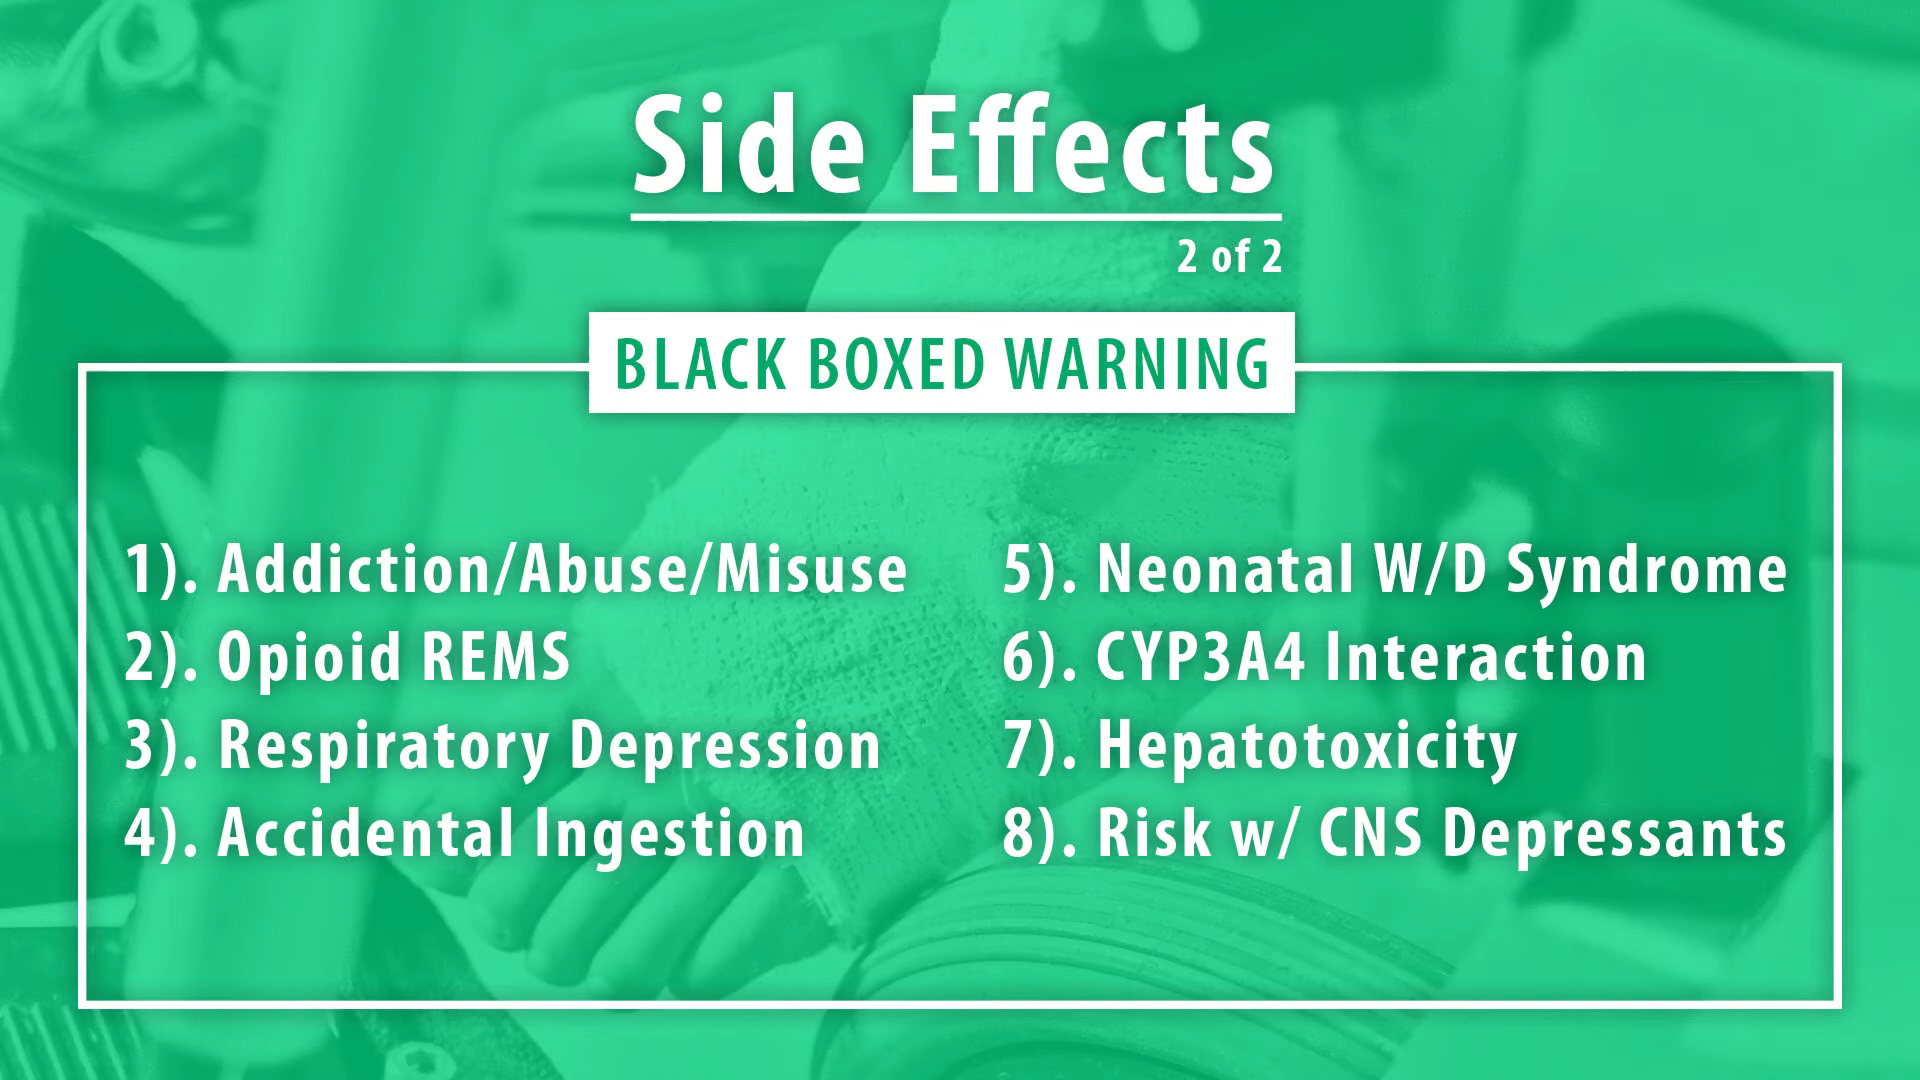 Side Effects
2 of 2
BLACK BOXED WARNING
1). Addiction/Abuse/Misuse
2). Opioid REMS
3). Respiratory Depression
4). Accidental Ingestion
5). Neonatal W/D Syndrome
6). CYP3A4 Interaction
7). Hepatotoxicity
8). Risk w/ CNS Depressants